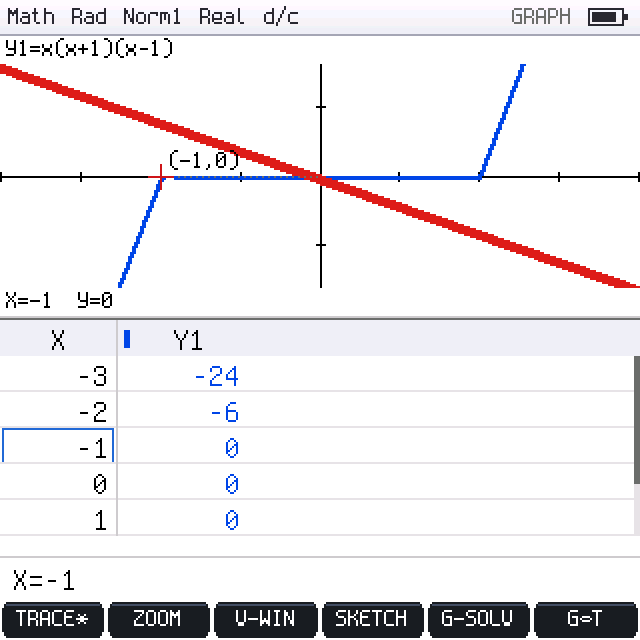 Math Rad Norm1 Real d/c GRAPH
Y1=x(x+1)(x-1)
(-1,0)
X=-1 Y=0
X Y1
-3 -24
-2 -6
-1 0
0 0
1 0
X=-1
TRACE* ZOOM V-WIN SKETCH G-SOLV G⇔T